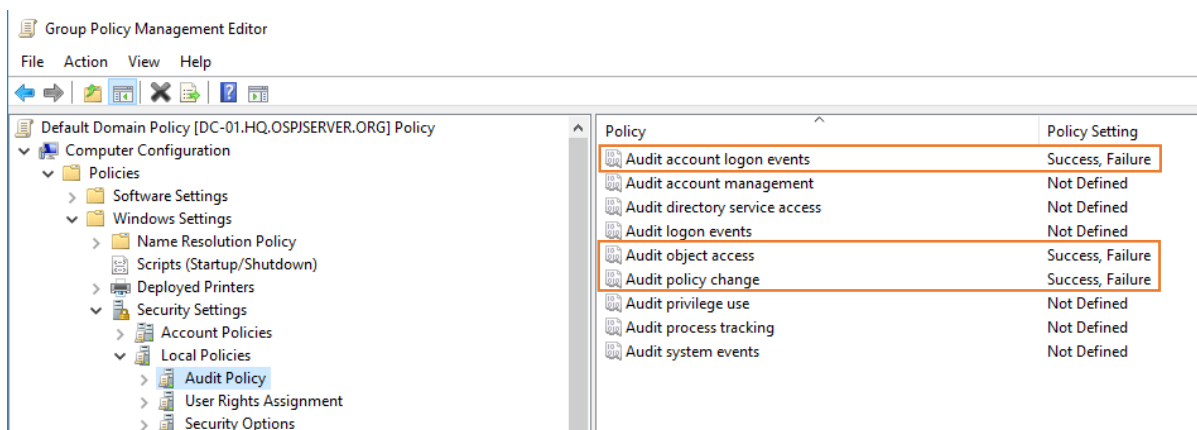 Group Policy Management Editor
File Action View Help
Default Domain Policy [DC-01.HQ.OSPJSERVER.ORG] Policy
Computer Configuration
Policies
Software Settings
Windows Settings
Name Resolution Policy
Scripts (Startup/Shutdown)
Deployed Printers
Security Settings
Account Policies
Local Policies
Audit Policy
User Rights Assignment
Security Options
Policy Policy Setting
Audit account logon events Success, Failure
Audit account management Not Defined
Audit directory service access Not Defined
Audit logon events Not Defined
Audit object access Success, Failure
Audit policy change Success, Failure
Audit privilege use Not Defined
Audit process tracking Not Defined
Audit system events Not Defined